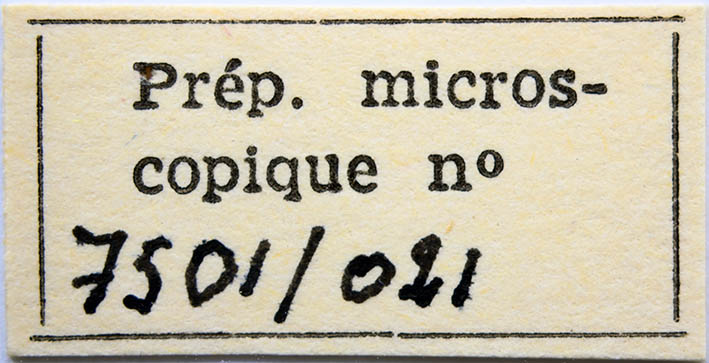 Prép. micros-
copique nº
7501/021